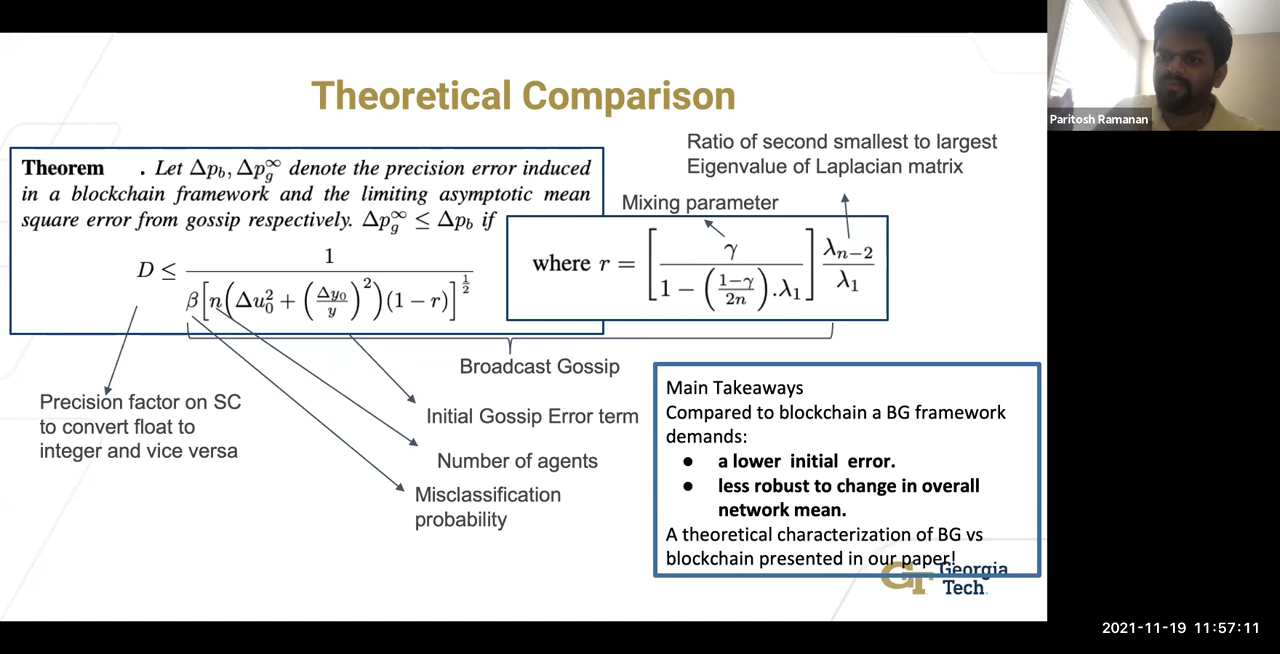 Theoretical Comparison
Paritosh Ramanan
Theorem . Let Δp_b, Δp_g^∞ denote the precision error induced
in a blockchain framework and the limiting asymptotic mean
square error from gossip respectively. Δp_g^∞ ≤ Δp_b if
D ≤ 1 / β[n(Δu_0^2 + (Δy_0/y)^2)(1 − r)]^{1/2}
Ratio of second smallest to largest
Eigenvalue of Laplacian matrix
Mixing parameter
where r = [γ / (1 − ((1−γ)/2n).λ_1)] λ_{n−2}/λ_1
Broadcast Gossip
Precision factor on SC
to convert float to
integer and vice versa
Initial Gossip Error term
Number of agents
Misclassification
probability
Main Takeaways
Compared to blockchain a BG framework
demands:
● a lower initial error.
● less robust to change in overall
network mean.
A theoretical characterization of BG vs
blockchain presented in our paper!
GT Georgia
Tech
2021-11-19 11:57:11